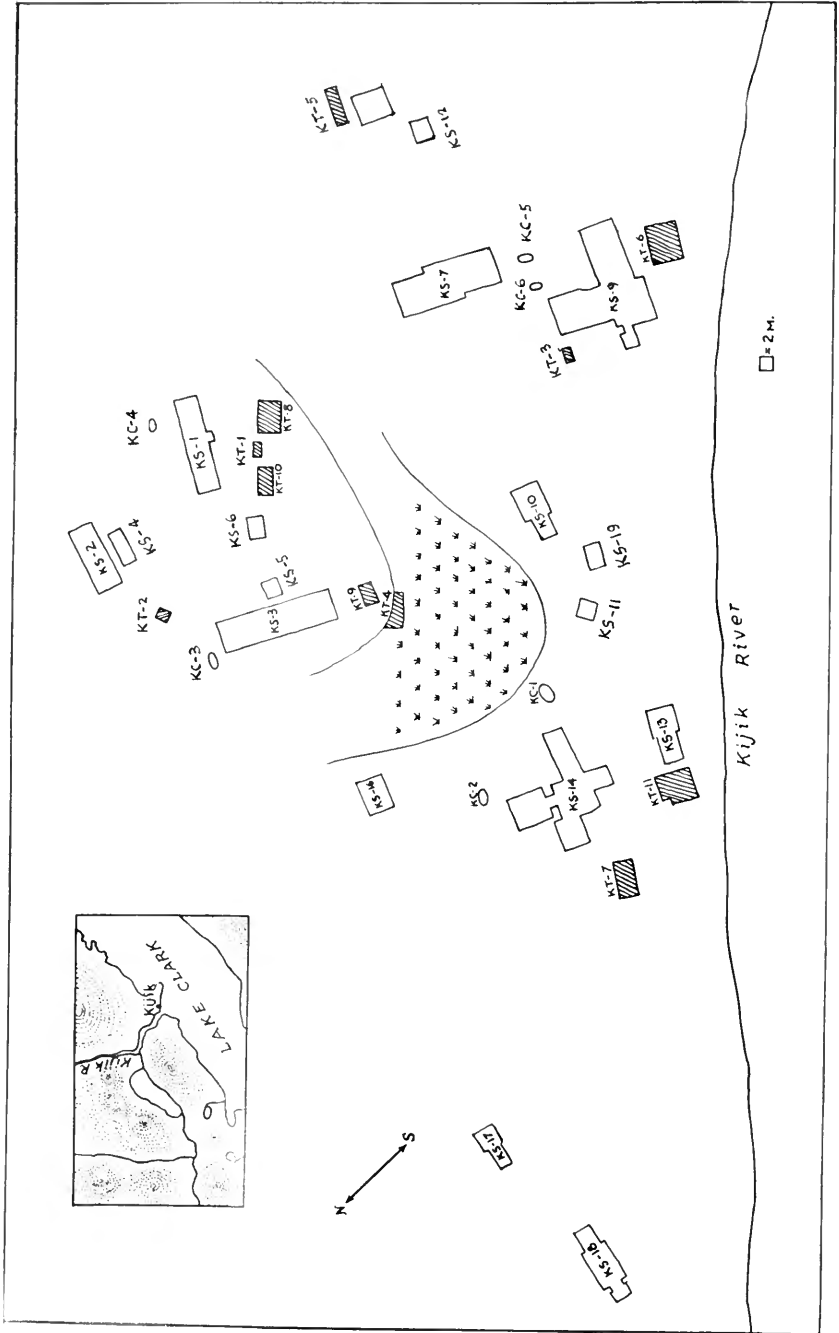 KT-5
KS-12
KC-5
KC-6
KS-7
KS-9
KT-6
KT-3
□ = 2 M.
KC-4
KS-1
KT-8
KT-1
KT-10
KS-2
KS-4
KS-6
KS-5
KT-2
KS-3
KC-3
KT-9
KT-4
KS-10
KS-19
KS-11
KC-1
Kijik River
KS-16
KC-2
KS-14
KS-13
KT-11
KT-7
Kijik
Kijik R
LAKE CLARK
N
S
KS-17
KS-18